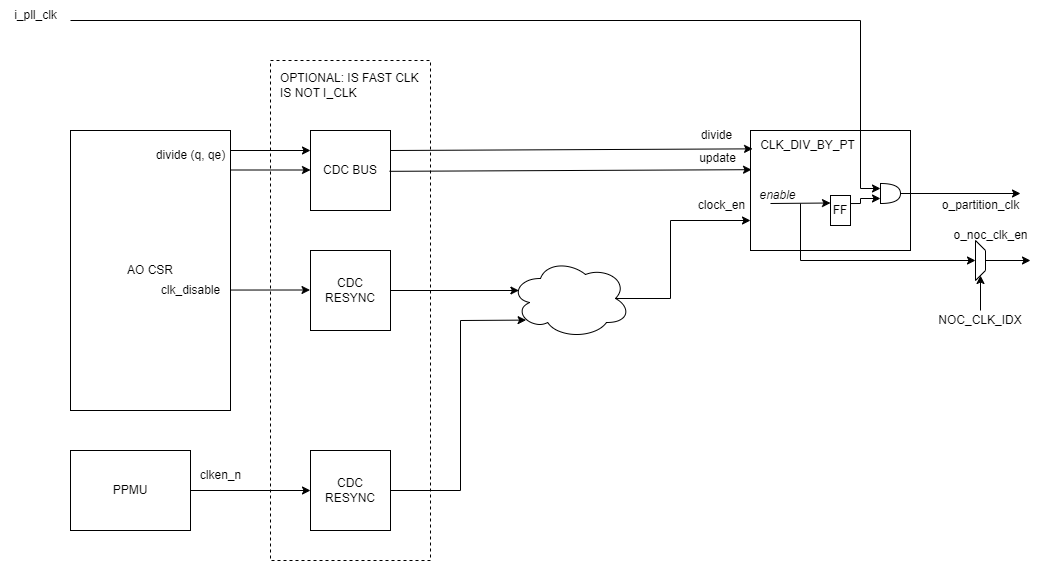 i_pll_clk
OPTIONAL: IS FAST CLK
IS NOT I_CLK
divide (q, qe)
CDC BUS
divide
update
CLK_DIV_BY_PT
enable
FF
clock_en
o_partition_clk
o_noc_clk_en
AO CSR
clk_disable
CDC
RESYNC
NOC_CLK_IDX
PPMU
clken_n
CDC
RESYNC